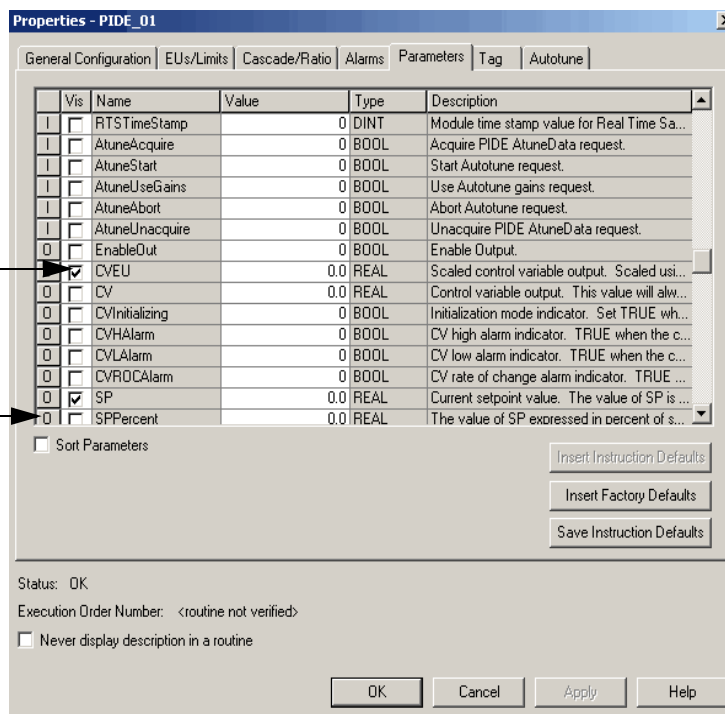 Properties - PIDE_01
General Configuration EUs/Limits Cascade/Ratio Alarms Parameters Tag Autotune
Vis Name Value Type Description
I RTSTimeStamp 0 DINT Module time stamp value for Real Time Sa...
I AtuneAcquire 0 BOOL Acquire PIDE AtuneData request.
I AtuneStart 0 BOOL Start Autotune request.
I AtuneUseGains 0 BOOL Use Autotune gains request.
I AtuneAbort 0 BOOL Abort Autotune request.
I AtuneUnacquire 0 BOOL Unacquire PIDE AtuneData request.
O EnableOut 0 BOOL Enable Output.
CVEU 0.0 REAL Scaled control variable output. Scaled usi...
O CV 0.0 REAL Control variable output. This value will alw...
O CVInitializing 0 BOOL Initialization mode indicator. Set TRUE wh...
O CVHAlarm 0 BOOL CV high alarm indicator. TRUE when the c...
O CVLAlarm 0 BOOL CV low alarm indicator. TRUE when the c...
O CVROCAlarm 0 BOOL CV rate of change alarm indicator. TRUE ...
O SP 0.0 REAL Current setpoint value. The value of SP is ...
O SPPercent 0.0 REAL The value of SP expressed in percent of s...
Sort Parameters
Insert Instruction Defaults
Insert Factory Defaults
Save Instruction Defaults
Status: OK
Execution Order Number: <routine not verified>
Never display description in a routine
OK Cancel Apply Help